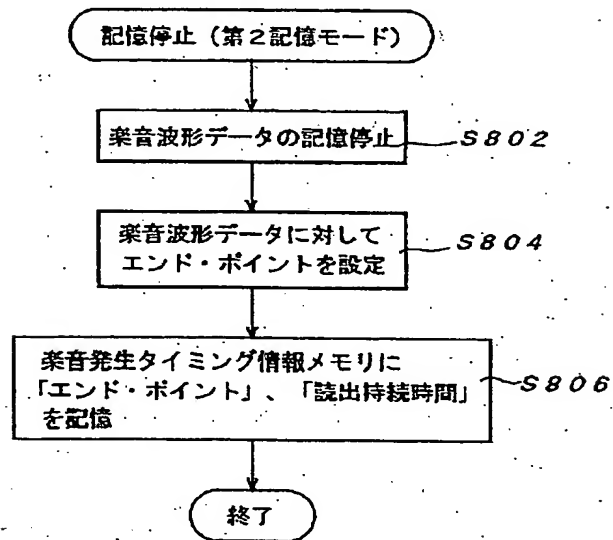 記憶停止(第2記憶モード)
楽音波形データの記憶停止 S802
楽音波形データに対して
エンド・ポイントを設定 S804
楽音発生タイミング情報メモリに
「エンド・ポイント」、「読出持続時間」 S806
を記憶
終了